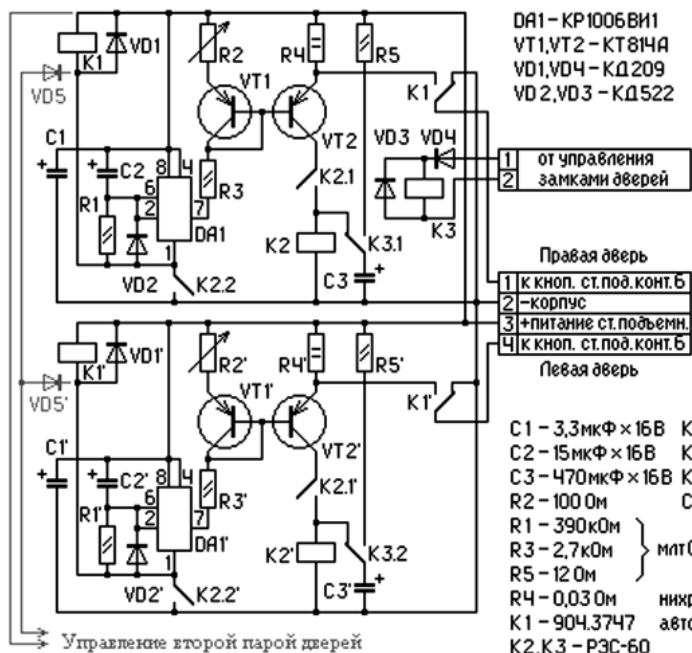 DA1-КР1006ВИ1
VT1,VT2-КТ814А
VD1,VD4-КД209
VD2,VD3-КД522
K1
VD1
R2
R4
R5
VD5
VT1
VT2
K1
VD3
VD4
1 от управления
2 замками дверей
K3
C1
+
C2
+
8
4
R3
R1
6
2
7
DA1
1
VD2
K2.1
K2
K3.1
K2.2
C3
+
Правая дверь
1 к кноп. ст.под.конт.6
2 -корпус
3 +питание ст.подъемн.
4 к кноп. ст.под.конт.6
Левая дверь
K1'
VD1'
R2'
R4'
R5'
VD5'
VT1'
VT2'
K1'
C1'
+
C2'
+
8
4
R3'
R1'
6
2
7
DA1'
1
VD2'
K2.1'
K2'
K3.2
K2.2'
C3'
+
C1-3,3мкФ×16В К
C2-15мкФ×16В К
C3-470мкФ×16В К
R2-100 Ом С
R1-390кОм
R3-2,7кОм
R5-12 Ом
R4-0,03 Ом
K1-904.3747
K2,K3-РЭС-60
Управление второй парой дверей